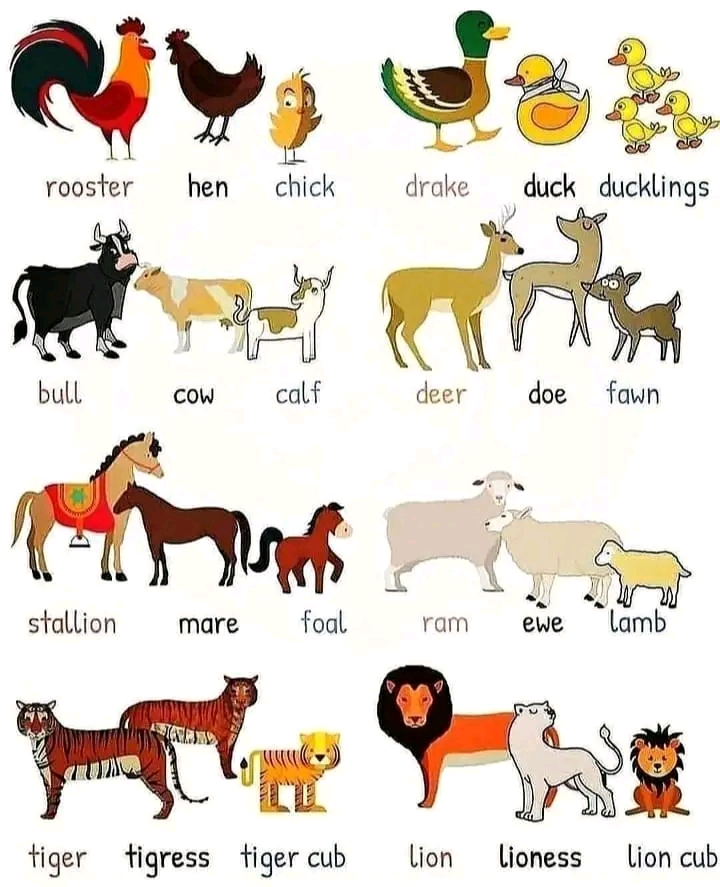 rooster hen chick drake duck ducklings
bull cow calf deer doe fawn
stallion mare foal ram ewe lamb
tiger tigress tiger cub lion lioness lion cub